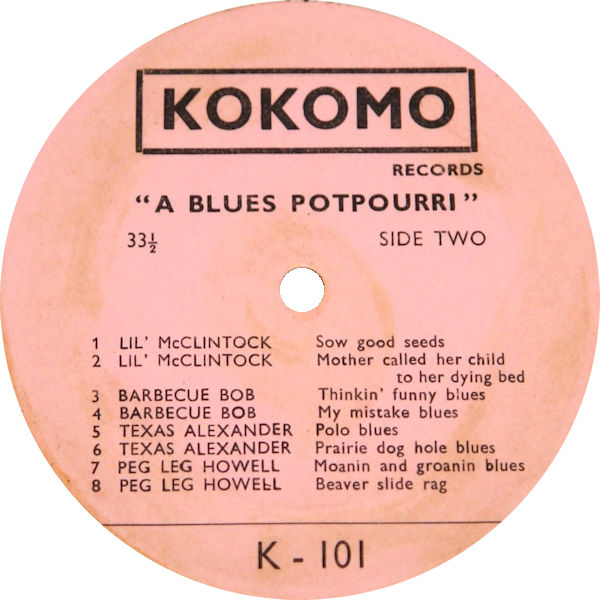 KOKOMO
RECORDS
"A BLUES POTPOURRI"
33½ SIDE TWO
1 LIL' McCLINTOCK Sow good seeds
2 LIL' McCLINTOCK Mother called her child
to her dying bed
3 BARBECUE BOB Thinkin' funny blues
4 BARBECUE BOB My mistake blues
5 TEXAS ALEXANDER Polo blues
6 TEXAS ALEXANDER Prairie dog hole blues
7 PEG LEG HOWELL Moanin and groanin blues
8 PEG LEG HOWELL Beaver slide rag
K - 101